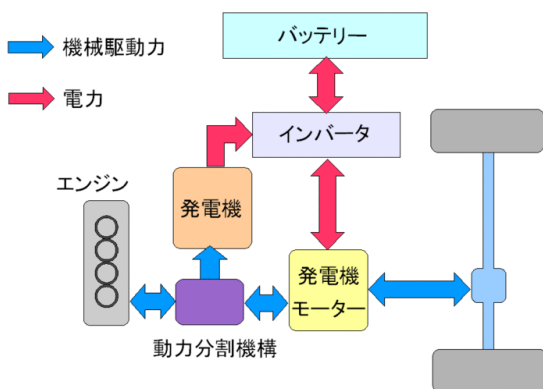 バッテリー
機械駆動力
電力
インバータ
エンジン
発電機
発電機
モーター
動力分割機構